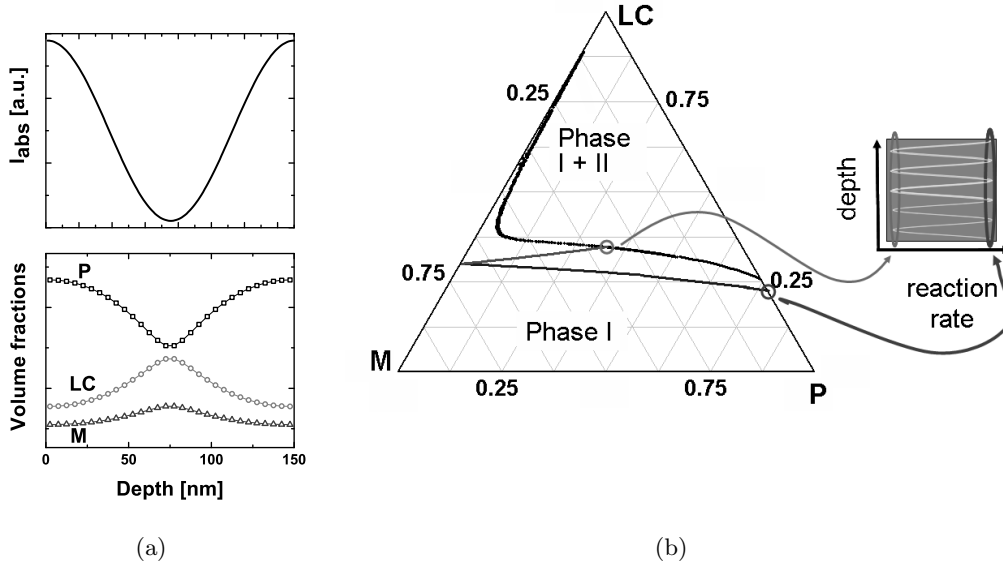 I_abs [a.u.]
Volume fractions
P
LC
M
0
50
100
150
Depth [nm]
(a)
LC
0.25
0.75
Phase
I + II
0.75
0.25
Phase I
M
0.25
0.75
P
depth
reaction
rate
(b)